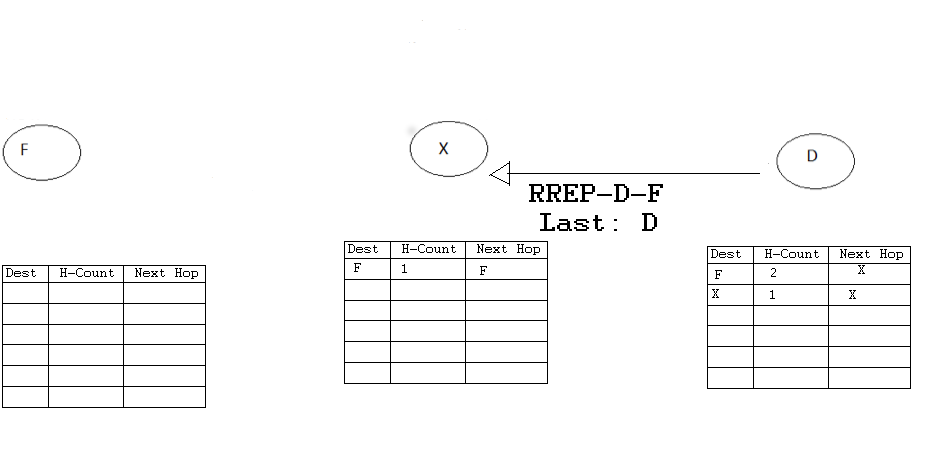 F
X
D
RREP-D-F
Last: D
Dest H-Count Next Hop
Dest H-Count Next Hop
F 1 F
Dest H-Count Next Hop
F 2 X
X 1 X